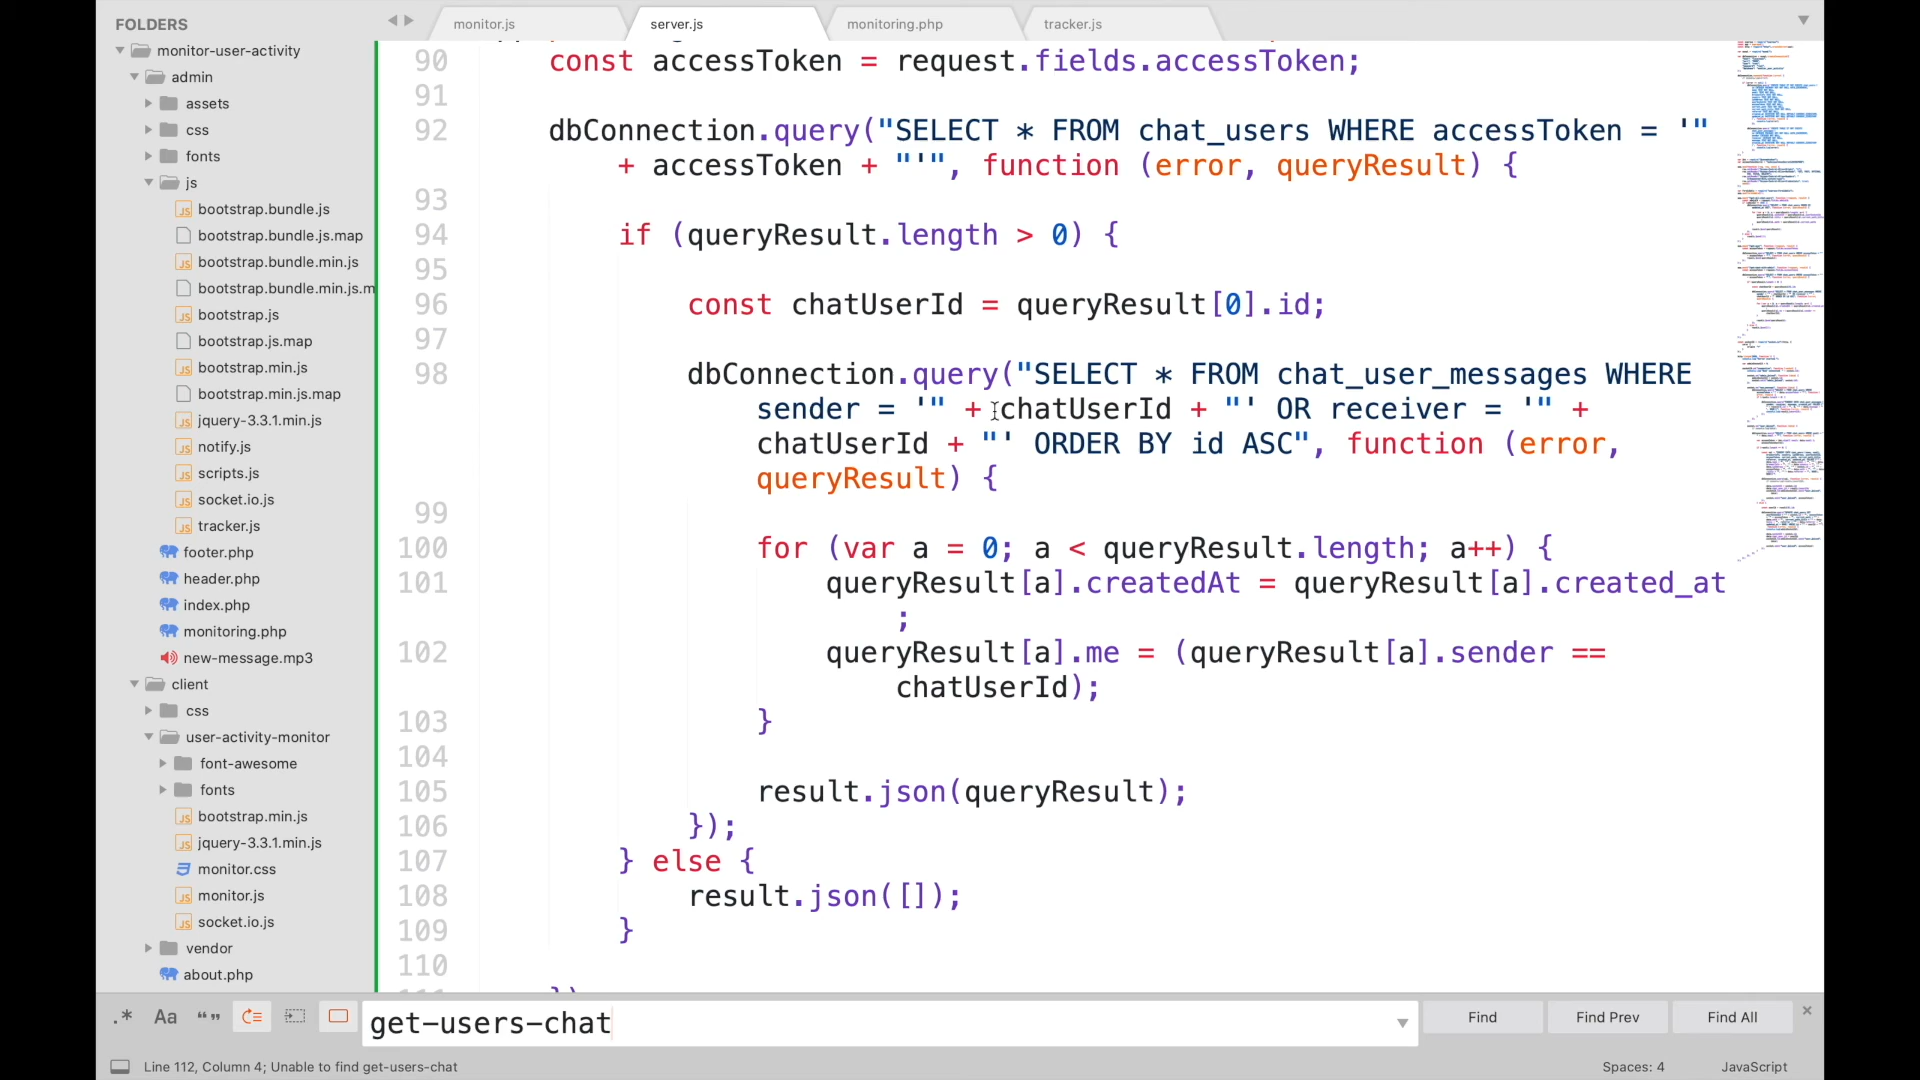 FOLDERS
monitor-user-activity
admin
assets
css
fonts
js
bootstrap.bundle.js
bootstrap.bundle.js.map
bootstrap.bundle.min.js
bootstrap.bundle.min.js.m
bootstrap.js
bootstrap.js.map
bootstrap.min.js
bootstrap.min.js.map
jquery-3.3.1.min.js
notify.js
scripts.js
socket.io.js
tracker.js
footer.php
header.php
index.php
monitoring.php
new-message.mp3
client
css
user-activity-monitor
font-awesome
fonts
bootstrap.min.js
jquery-3.3.1.min.js
monitor.css
monitor.js
socket.io.js
vendor
about.php
monitor.js server.js monitoring.php tracker.js
90 const accessToken = request.fields.accessToken;
91
92 dbConnection.query("SELECT * FROM chat_users WHERE accessToken = '"
+ accessToken + "'", function (error, queryResult) {
93
94 if (queryResult.length > 0) {
95
96 const chatUserId = queryResult[0].id;
97
98 dbConnection.query("SELECT * FROM chat_user_messages WHERE
sender = '" + chatUserId + "' OR receiver = '" +
chatUserId + "' ORDER BY id ASC", function (error,
queryResult) {
99
100 for (var a = 0; a < queryResult.length; a++) {
101 queryResult[a].createdAt = queryResult[a].created_at
;
102 queryResult[a].me = (queryResult[a].sender ==
chatUserId);
103 }
104
105 result.json(queryResult);
106 });
107 } else {
108 result.json([]);
109 }
110
.* Aa “” get-users-chat Find Find Prev Find All
Line 112, Column 4; Unable to find get-users-chat Spaces: 4 JavaScript